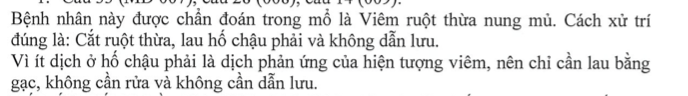 Bệnh nhân này được chẩn đoán trong mổ là Viêm ruột thừa nung mủ. Cách xử trí
đúng là: Cắt ruột thừa, lau hố chậu phải và không dẫn lưu.
Vì ít dịch ở hố chậu phải là dịch phản ứng của hiện tượng viêm, nên chỉ cần lau bằng
gạc, không cần rửa và không cần dẫn lưu.